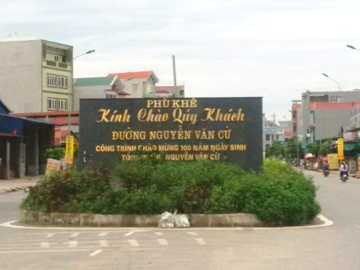 PHÙ KHÊ
Kính Chào Qúy Khách
ĐƯỜNG NGUYỄN VĂN CỪ
CÔNG TRÌNH CHÀO MỪNG 100 NĂM NGÀY SINH
NGUYỄN VĂN CỪ